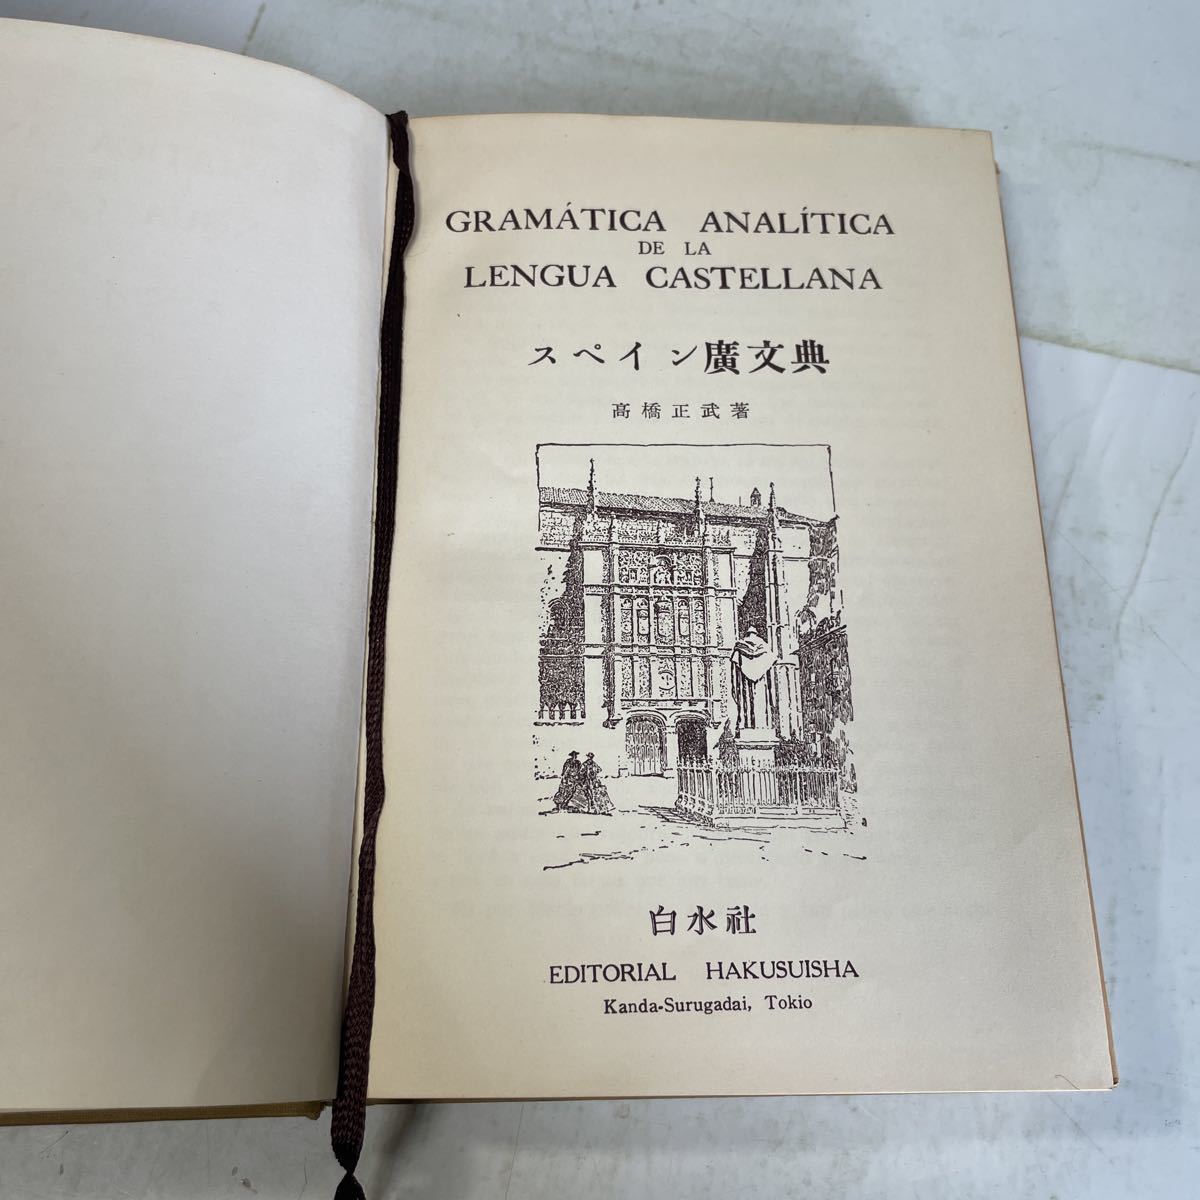 GRAMÁTICA ANALÍTICA
DE LA
LENGUA CASTELLANA
スペイン廣文典
高橋正武著
白水社
EDITORIAL HAKUSUISHA
Kanda-Surugadai, Tokio